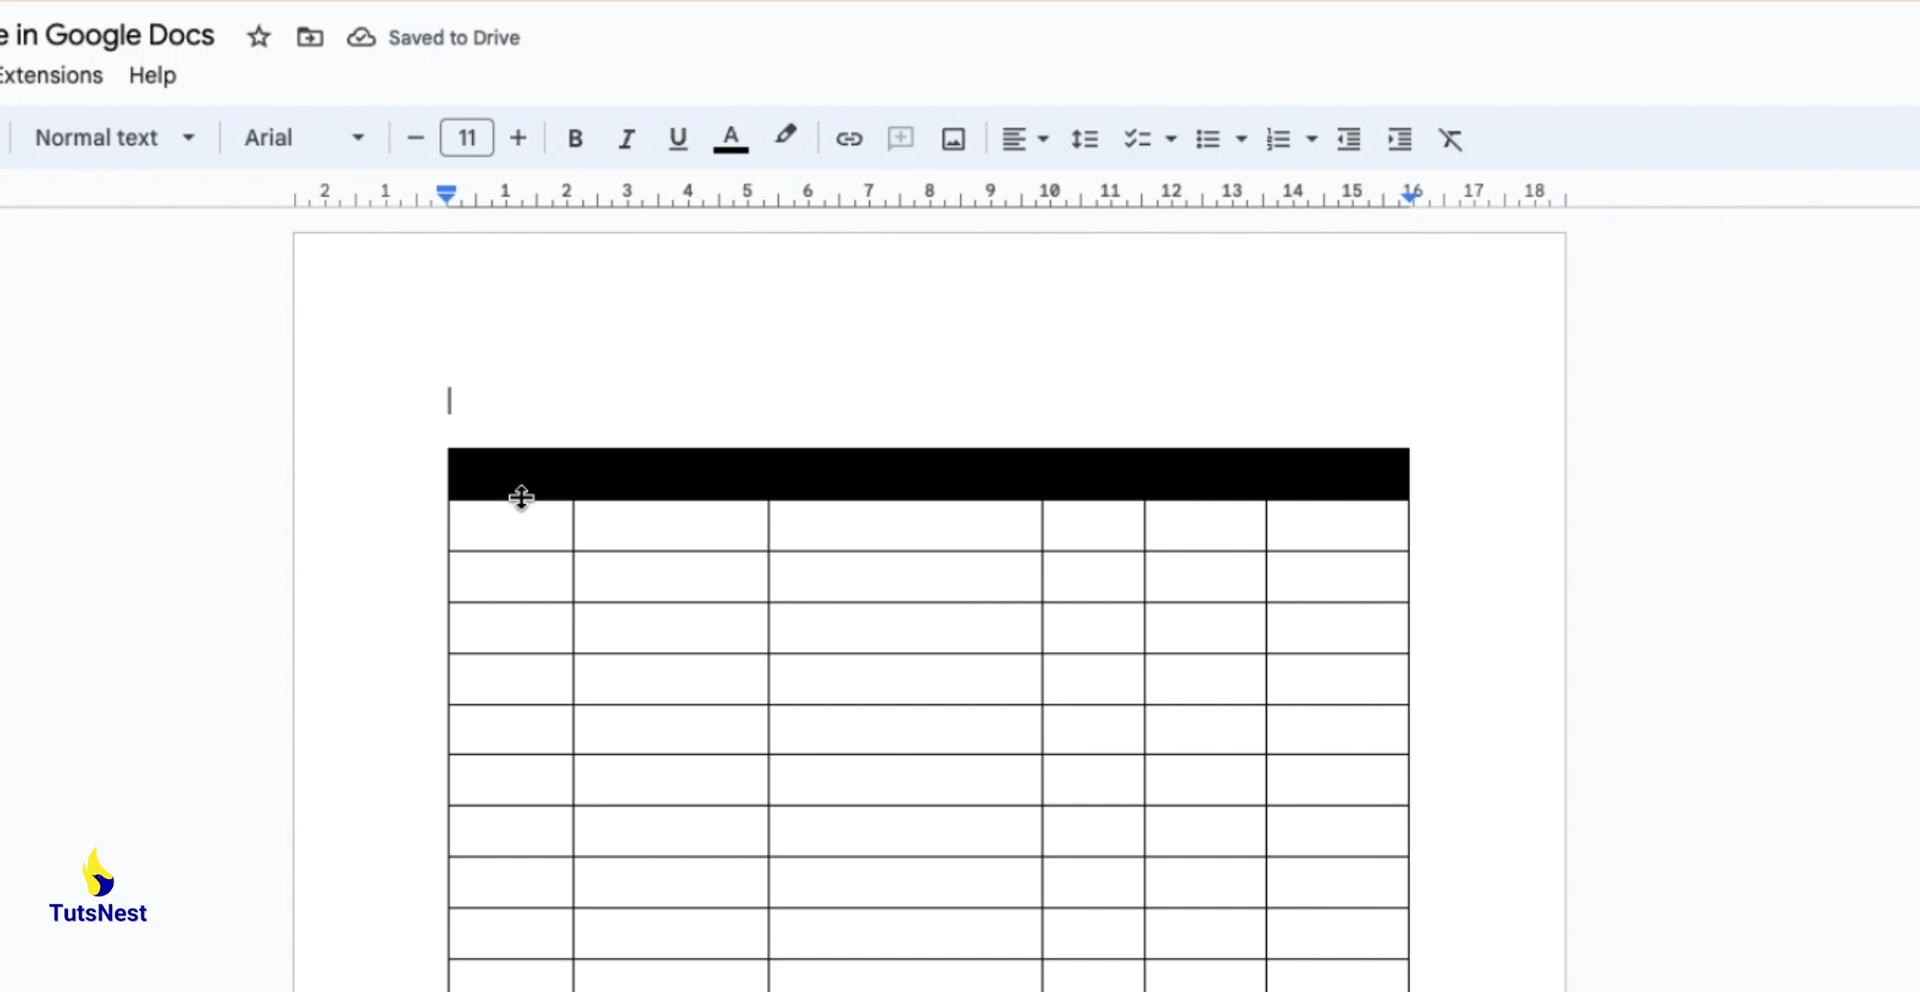 e in Google Docs Saved to Drive
Extensions Help
Normal text Arial 11 B I U A
2 1 1 2 3 4 5 6 7 8 9 10 11 12 13 14 15 16 17 18
TutsNest